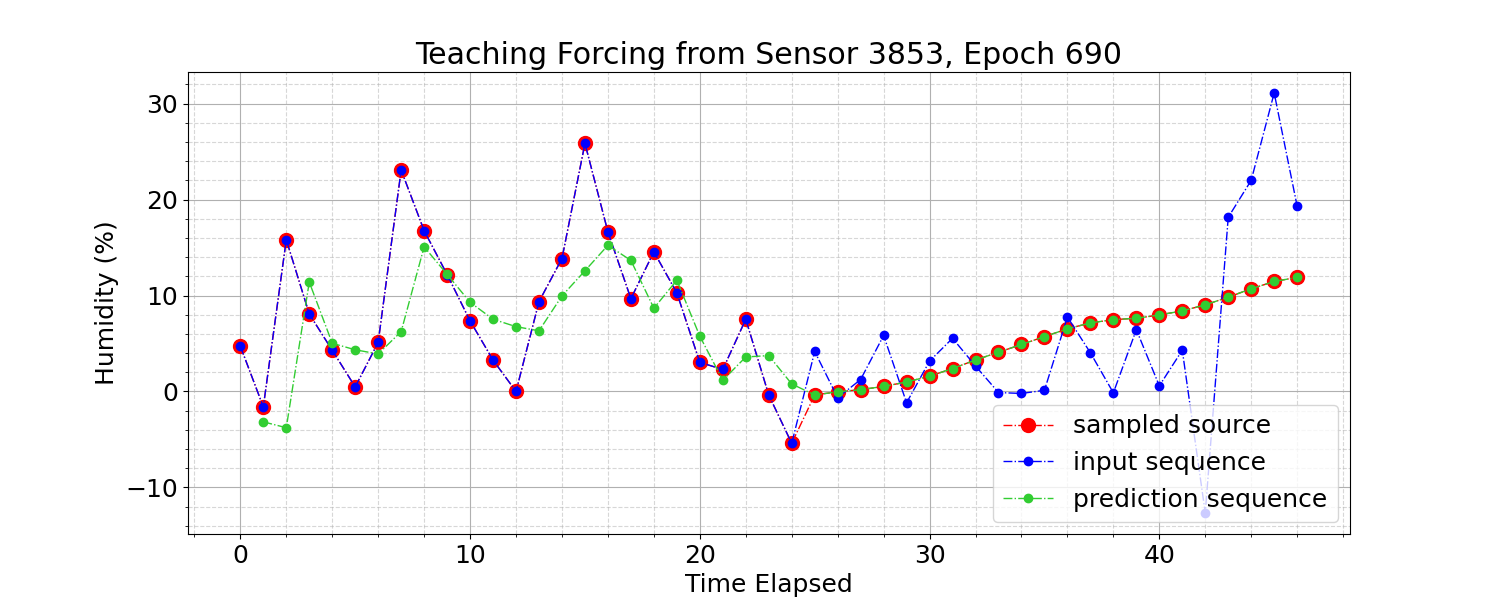 Teaching Forcing from Sensor 3853, Epoch 690
Humidity (%)
30
20
10
0
−10
sampled source
input sequence
prediction sequence
0 10 20 30 40
Time Elapsed